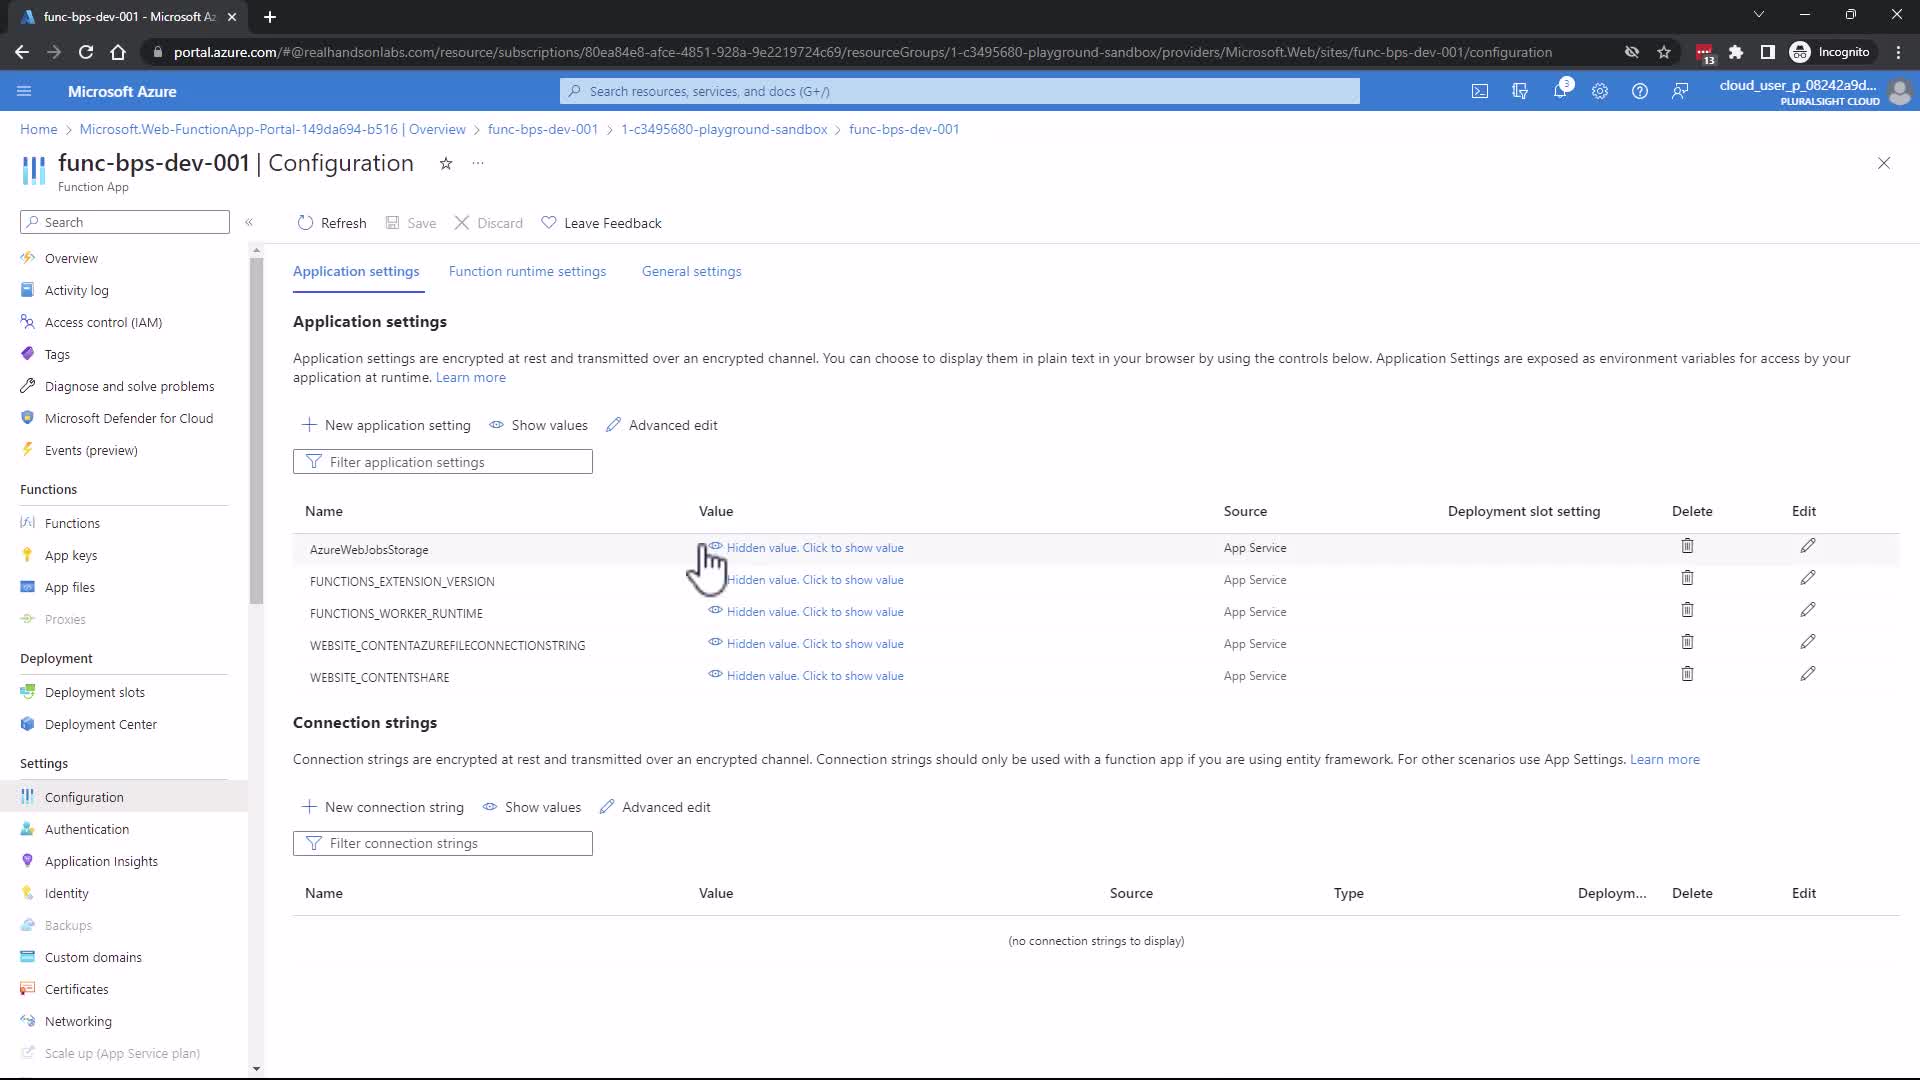 func-bps-dev-001 - Microsoft Az
portal.azure.com/#@realhandsonlabs.com/resource/subscriptions/80ea84e8-afce-4851-928a-9e2219724c69/resourceGroups/1-c3495680-playground-sandbox/providers/Microsoft.Web/sites/func-bps-dev-001/configuration
13
Incognito
Microsoft Azure
Search resources, services, and docs (G+/)
3
cloud_user_p_08242a9d...
PLURALSIGHT CLOUD
Home > Microsoft.Web-FunctionApp-Portal-149da694-b516 | Overview > func-bps-dev-001 > 1-c3495680-playground-sandbox > func-bps-dev-001
func-bps-dev-001 | Configuration
Function App
Search
Overview
Activity log
Access control (IAM)
Tags
Diagnose and solve problems
Microsoft Defender for Cloud
Events (preview)
Functions
Functions
App keys
App files
Proxies
Deployment
Deployment slots
Deployment Center
Settings
Configuration
Authentication
Application Insights
Identity
Backups
Custom domains
Certificates
Networking
Scale up (App Service plan)
Refresh Save Discard Leave Feedback
Application settings Function runtime settings General settings
Application settings
Application settings are encrypted at rest and transmitted over an encrypted channel. You can choose to display them in plain text in your browser by using the controls below. Application Settings are exposed as environment variables for access by your
application at runtime. Learn more
New application setting Show values Advanced edit
Filter application settings
Name Value Source Deployment slot setting Delete Edit
AzureWebJobsStorage Hidden value. Click to show value App Service
FUNCTIONS_EXTENSION_VERSION Hidden value. Click to show value App Service
FUNCTIONS_WORKER_RUNTIME Hidden value. Click to show value App Service
WEBSITE_CONTENTAZUREFILECONNECTIONSTRING Hidden value. Click to show value App Service
WEBSITE_CONTENTSHARE Hidden value. Click to show value App Service
Connection strings
Connection strings are encrypted at rest and transmitted over an encrypted channel. Connection strings should only be used with a function app if you are using entity framework. For other scenarios use App Settings. Learn more
New connection string Show values Advanced edit
Filter connection strings
Name Value Source Type Deploym... Delete Edit
(no connection strings to display)